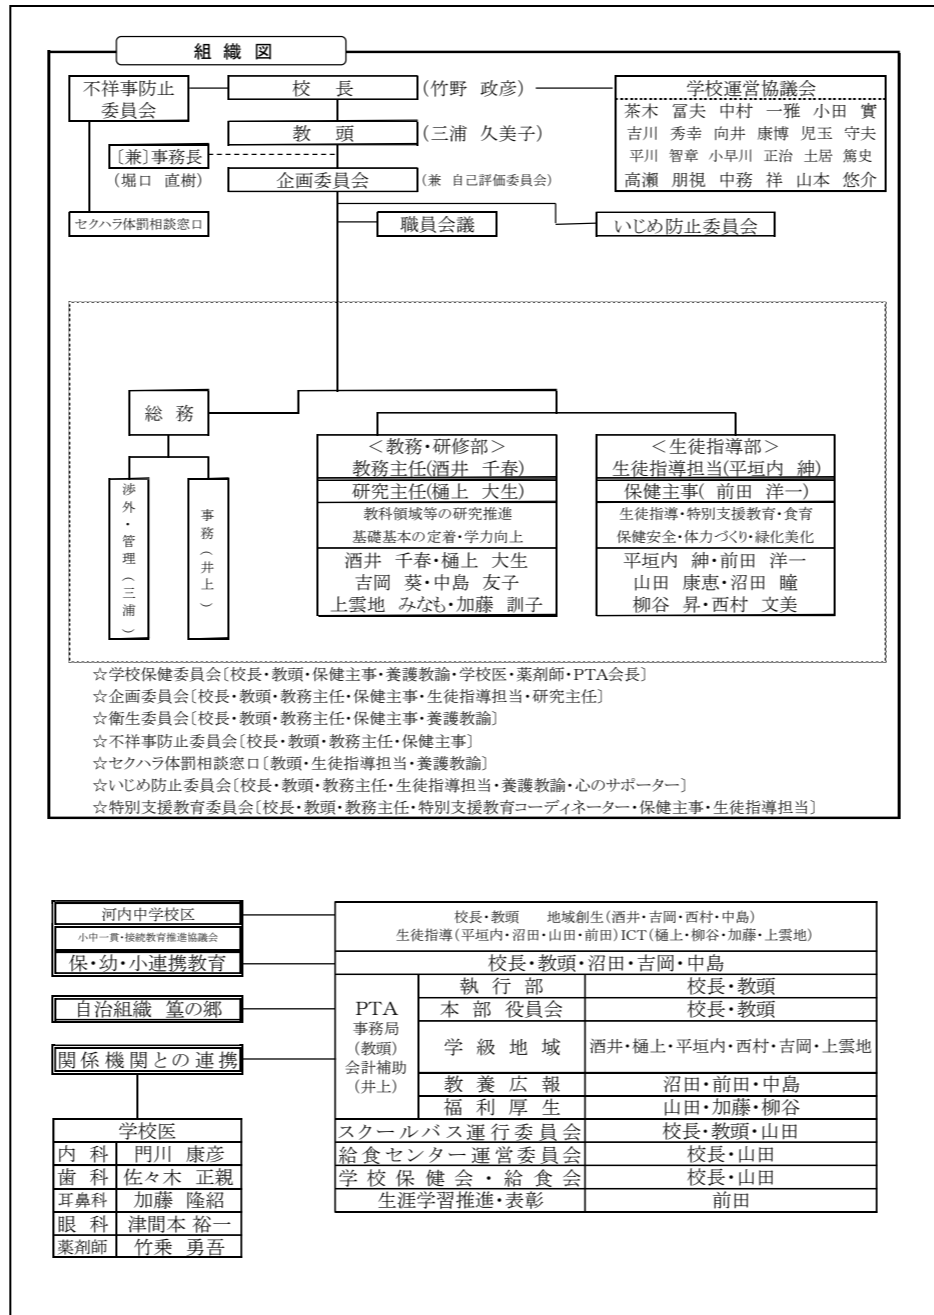 組 織 図
不祥事防止
委員会
校 長
(竹野 政彦)
学校運営協議会
茶木 冨夫 中村 一雅 小田 實
吉川 秀幸 向井 康博 児玉 守夫
平川 智章 小早川 正治 土居 篤史
高瀬 朋視 中務 祥 山本 悠介
教 頭
(三浦 久美子)
〔兼〕事務長
(堀口 直樹)
企画委員会
(兼 自己評価委員会)
セクハラ体罰相談窓口
職員会議
いじめ防止委員会
総 務
渉外・管理(三浦)
事務(井上)
<教務・研修部>
教務主任(酒井 千春)
研究主任(樋上 大生)
教科領域等の研究推進
基礎基本の定着・学力向上
酒井 千春・樋上 大生
吉岡 葵・中島 友子
上雲地 みなも・加藤 訓子
<生徒指導部>
生徒指導担当(平垣内 紳)
保健主事( 前田 洋一)
生徒指導・特別支援教育・食育
保健安全・体力づくり・緑化美化
平垣内 紳・前田 洋一
山田 康恵・沼田 瞳
柳谷 昇・西村 文美
☆学校保健委員会〔校長・教頭・保健主事・養護教諭・学校医・薬剤師・PTA会長〕
☆企画委員会〔校長・教頭・教務主任・保健主事・生徒指導担当・研究主任〕
☆衛生委員会〔校長・教頭・教務主任・保健主事・養護教諭〕
☆不祥事防止委員会〔校長・教頭・教務主任・保健主事〕
☆セクハラ体罰相談窓口〔教頭・生徒指導担当・養護教諭〕
☆いじめ防止委員会〔校長・教頭・教務主任・生徒指導担当・養護教諭・心のサポーター〕
☆特別支援教育委員会〔校長・教頭・教務主任・特別支援教育コーディネーター・保健主事・生徒指導担当〕
河内中学校区
小中一貫・接続教育推進協議会
校長・教頭 地域創生(酒井・吉岡・西村・中島)
生徒指導(平垣内・沼田・山田・前田)ICT(樋上・柳谷・加藤・上雲地)
保・幼・小連携教育
校長・教頭・沼田・吉岡・中島
自治組織 篁の郷
関係機関との連携
PTA
事務局
(教頭)
会計補助
(井上)
執 行 部 校長・教頭
本 部 役員会 校長・教頭
学 級 地 域 酒井・樋上・平垣内・西村・吉岡・上雲地
教 養 広 報 沼田・前田・中島
福 利 厚 生 山田・加藤・柳谷
スクールバス運行委員会 校長・教頭・山田
給食センター運営委員会 校長・山田
学 校 保 健 会・給 食 会 校長・山田
生涯学習推進・表彰 前田
学校医
内 科 門川 康彦
歯 科 佐々木 正親
耳鼻科 加藤 隆紹
眼 科 津間本 裕一
薬剤師 竹乗 勇吾